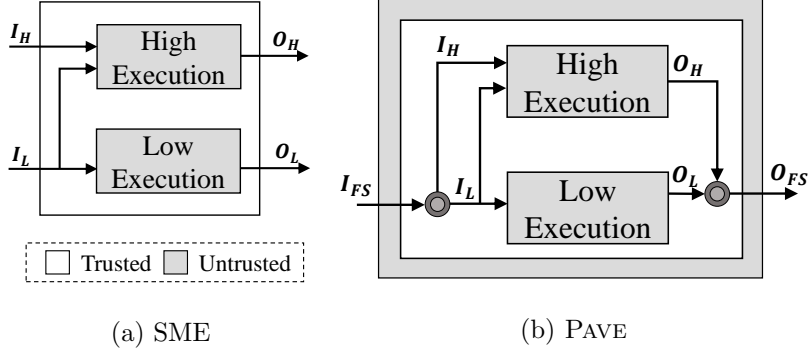 I_H
High
Execution
O_H
I_L
Low
Execution
O_L
Trusted
Untrusted
(a) SME
I_H
High
Execution
O_H
I_FS
I_L
Low
Execution
O_L
O_FS
(b) PAVE